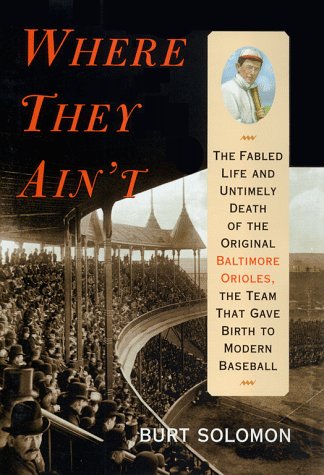 WHERE
THEY
AIN'T
THE FABLED
LIFE AND
UNTIMELY
DEATH
OF THE
ORIGINAL
BALTIMORE
ORIOLES,
THE TEAM
THAT GAVE
BIRTH TO
MODERN
BASEBALL
BURT SOLOMON